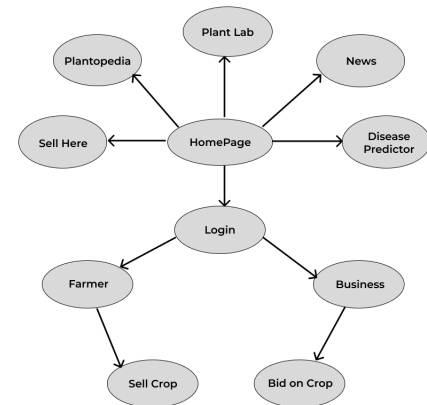 Plant Lab
Plantopedia
News
Sell Here
HomePage
Disease
Predictor
Login
Farmer
Business
Sell Crop
Bid on Crop